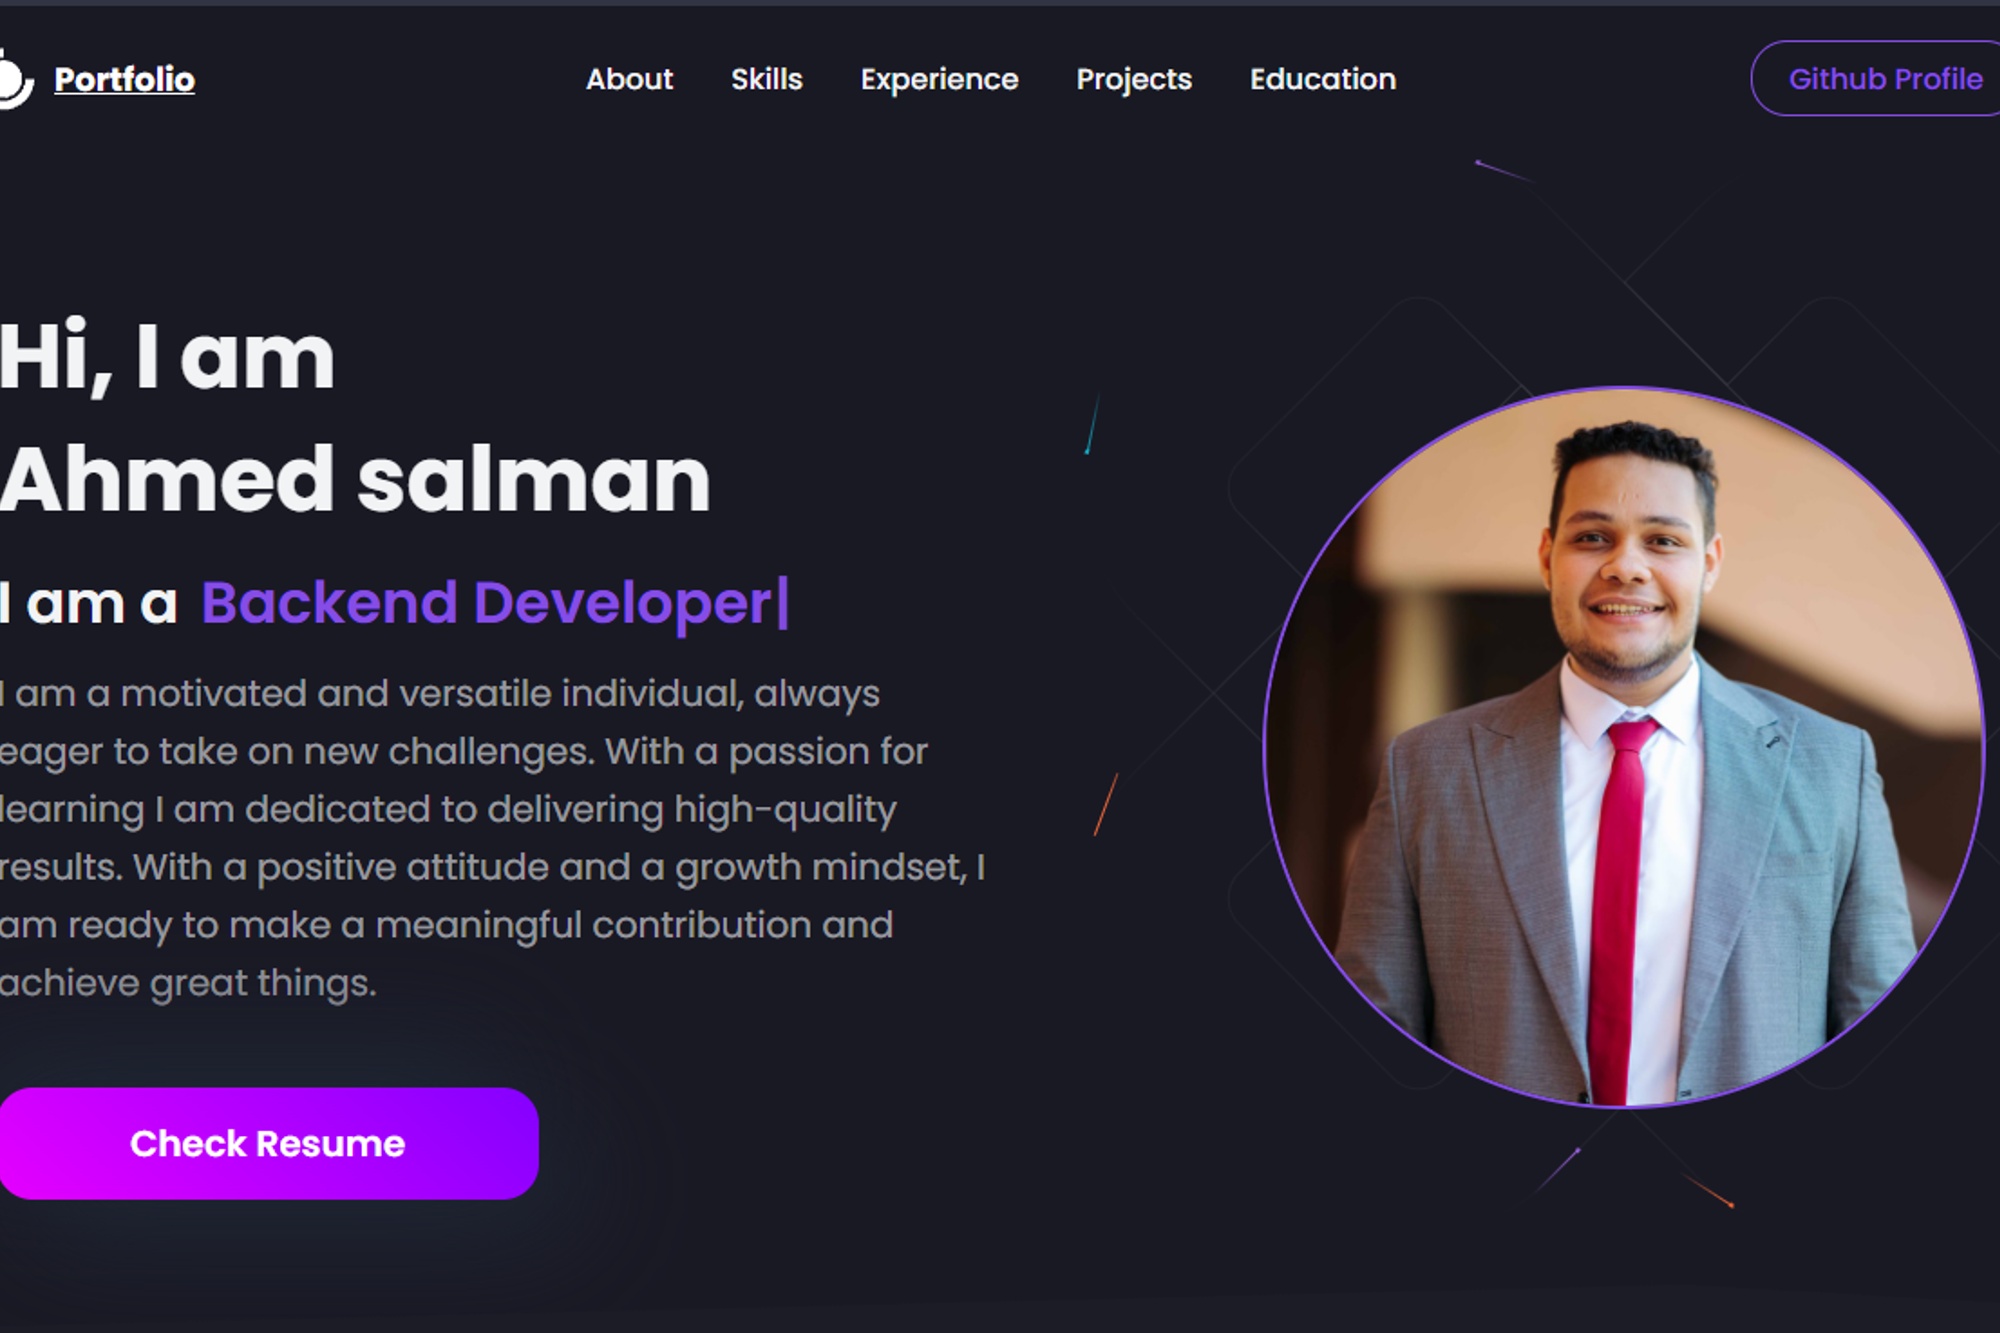 Portfolio
About Skills Experience Projects Education
Github Profile
Hi, I am
Ahmed salman
I am a Backend Developer|
I am a motivated and versatile individual, always
eager to take on new challenges. With a passion for
learning I am dedicated to delivering high-quality
results. With a positive attitude and a growth mindset, I
am ready to make a meaningful contribution and
achieve great things.
Check Resume